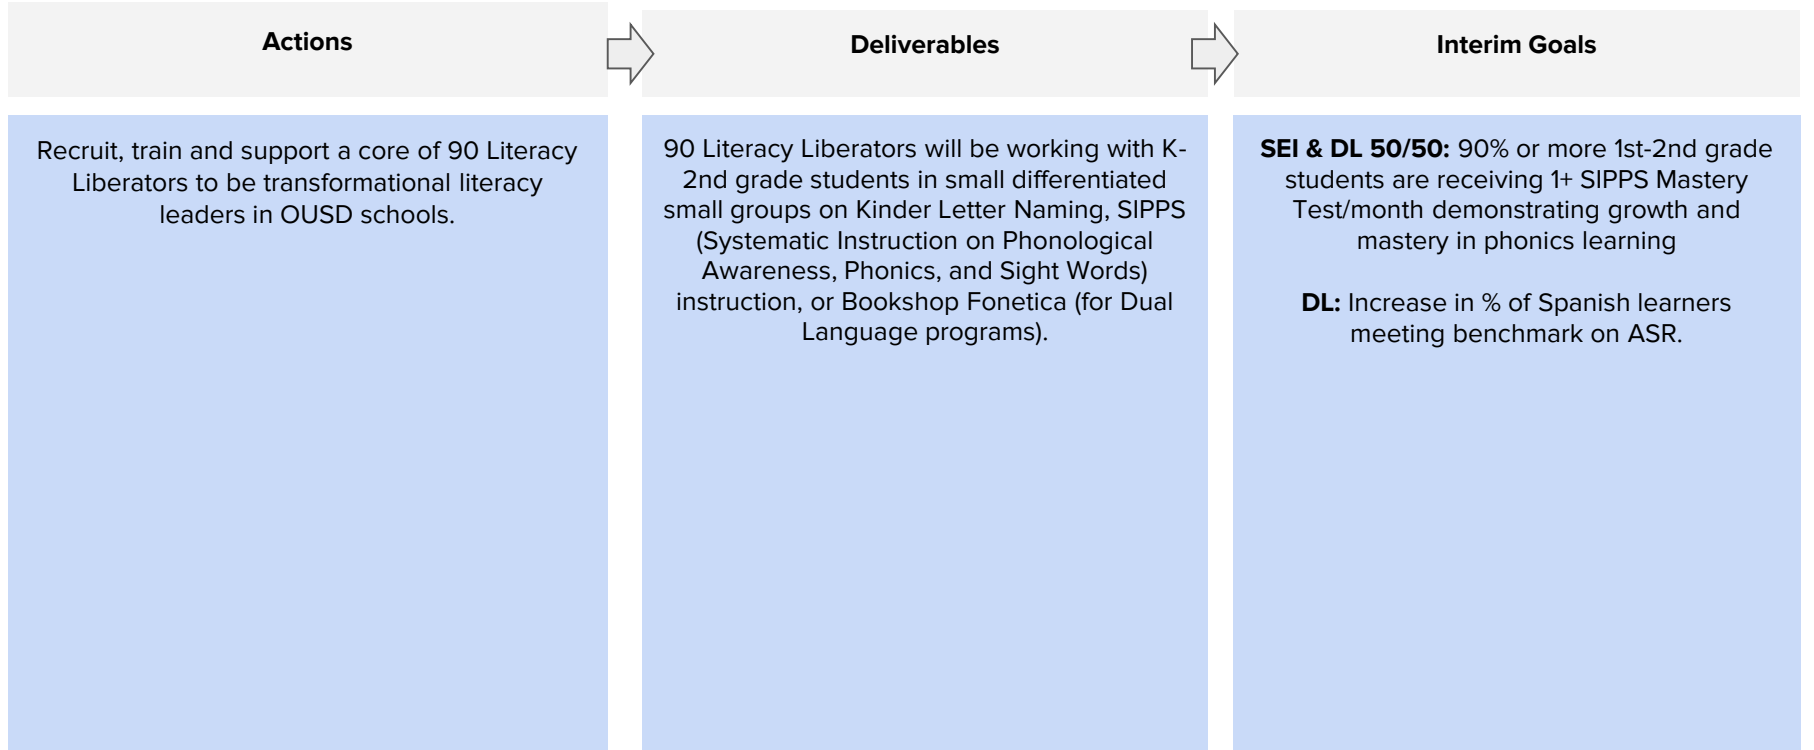 Actions
Deliverables
Interim Goals
Recruit, train and support a core of 90 Literacy
Liberators to be transformational literacy
leaders in OUSD schools.
90 Literacy Liberators will be working with K-
2nd grade students in small differentiated
small groups on Kinder Letter Naming, SIPPS
(Systematic Instruction on Phonological
Awareness, Phonics, and Sight Words)
instruction, or Bookshop Fonetica (for Dual
Language programs).
SEI & DL 50/50: 90% or more 1st-2nd grade
students are receiving 1+ SIPPS Mastery
Test/month demonstrating growth and
mastery in phonics learning
DL: Increase in % of Spanish learners
meeting benchmark on ASR.